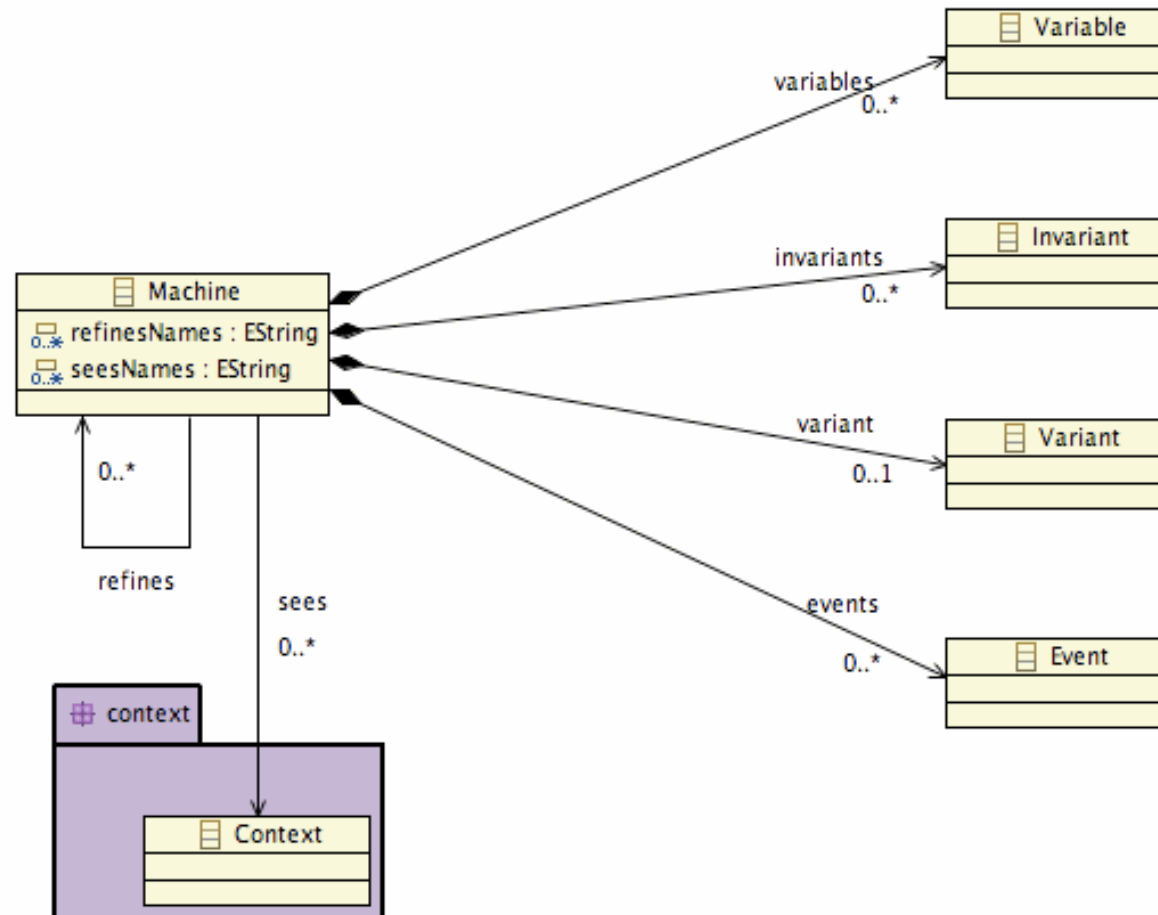 Variable
variables
0..*
Invariant
invariants
0..*
Machine
0..* refinesNames : EString
0..* seesNames : EString
variant
Variant
0..1
0..*
refines
sees
0..*
events
0..*
Event
context
Context